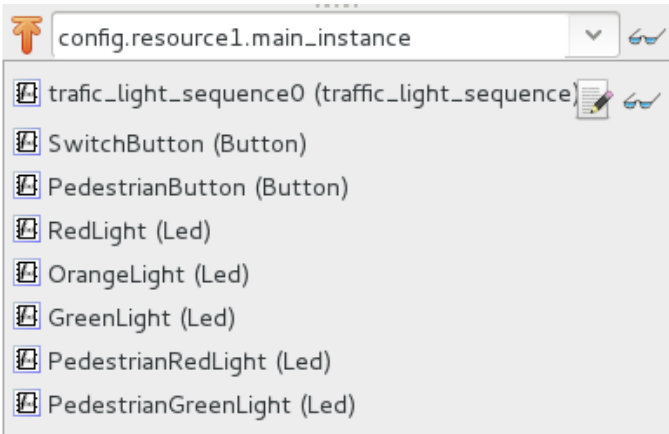 config.resource1.main_instance
trafic_light_sequence0 (traffic_light_sequence)
SwitchButton (Button)
PedestrianButton (Button)
RedLight (Led)
OrangeLight (Led)
GreenLight (Led)
PedestrianRedLight (Led)
PedestrianGreenLight (Led)